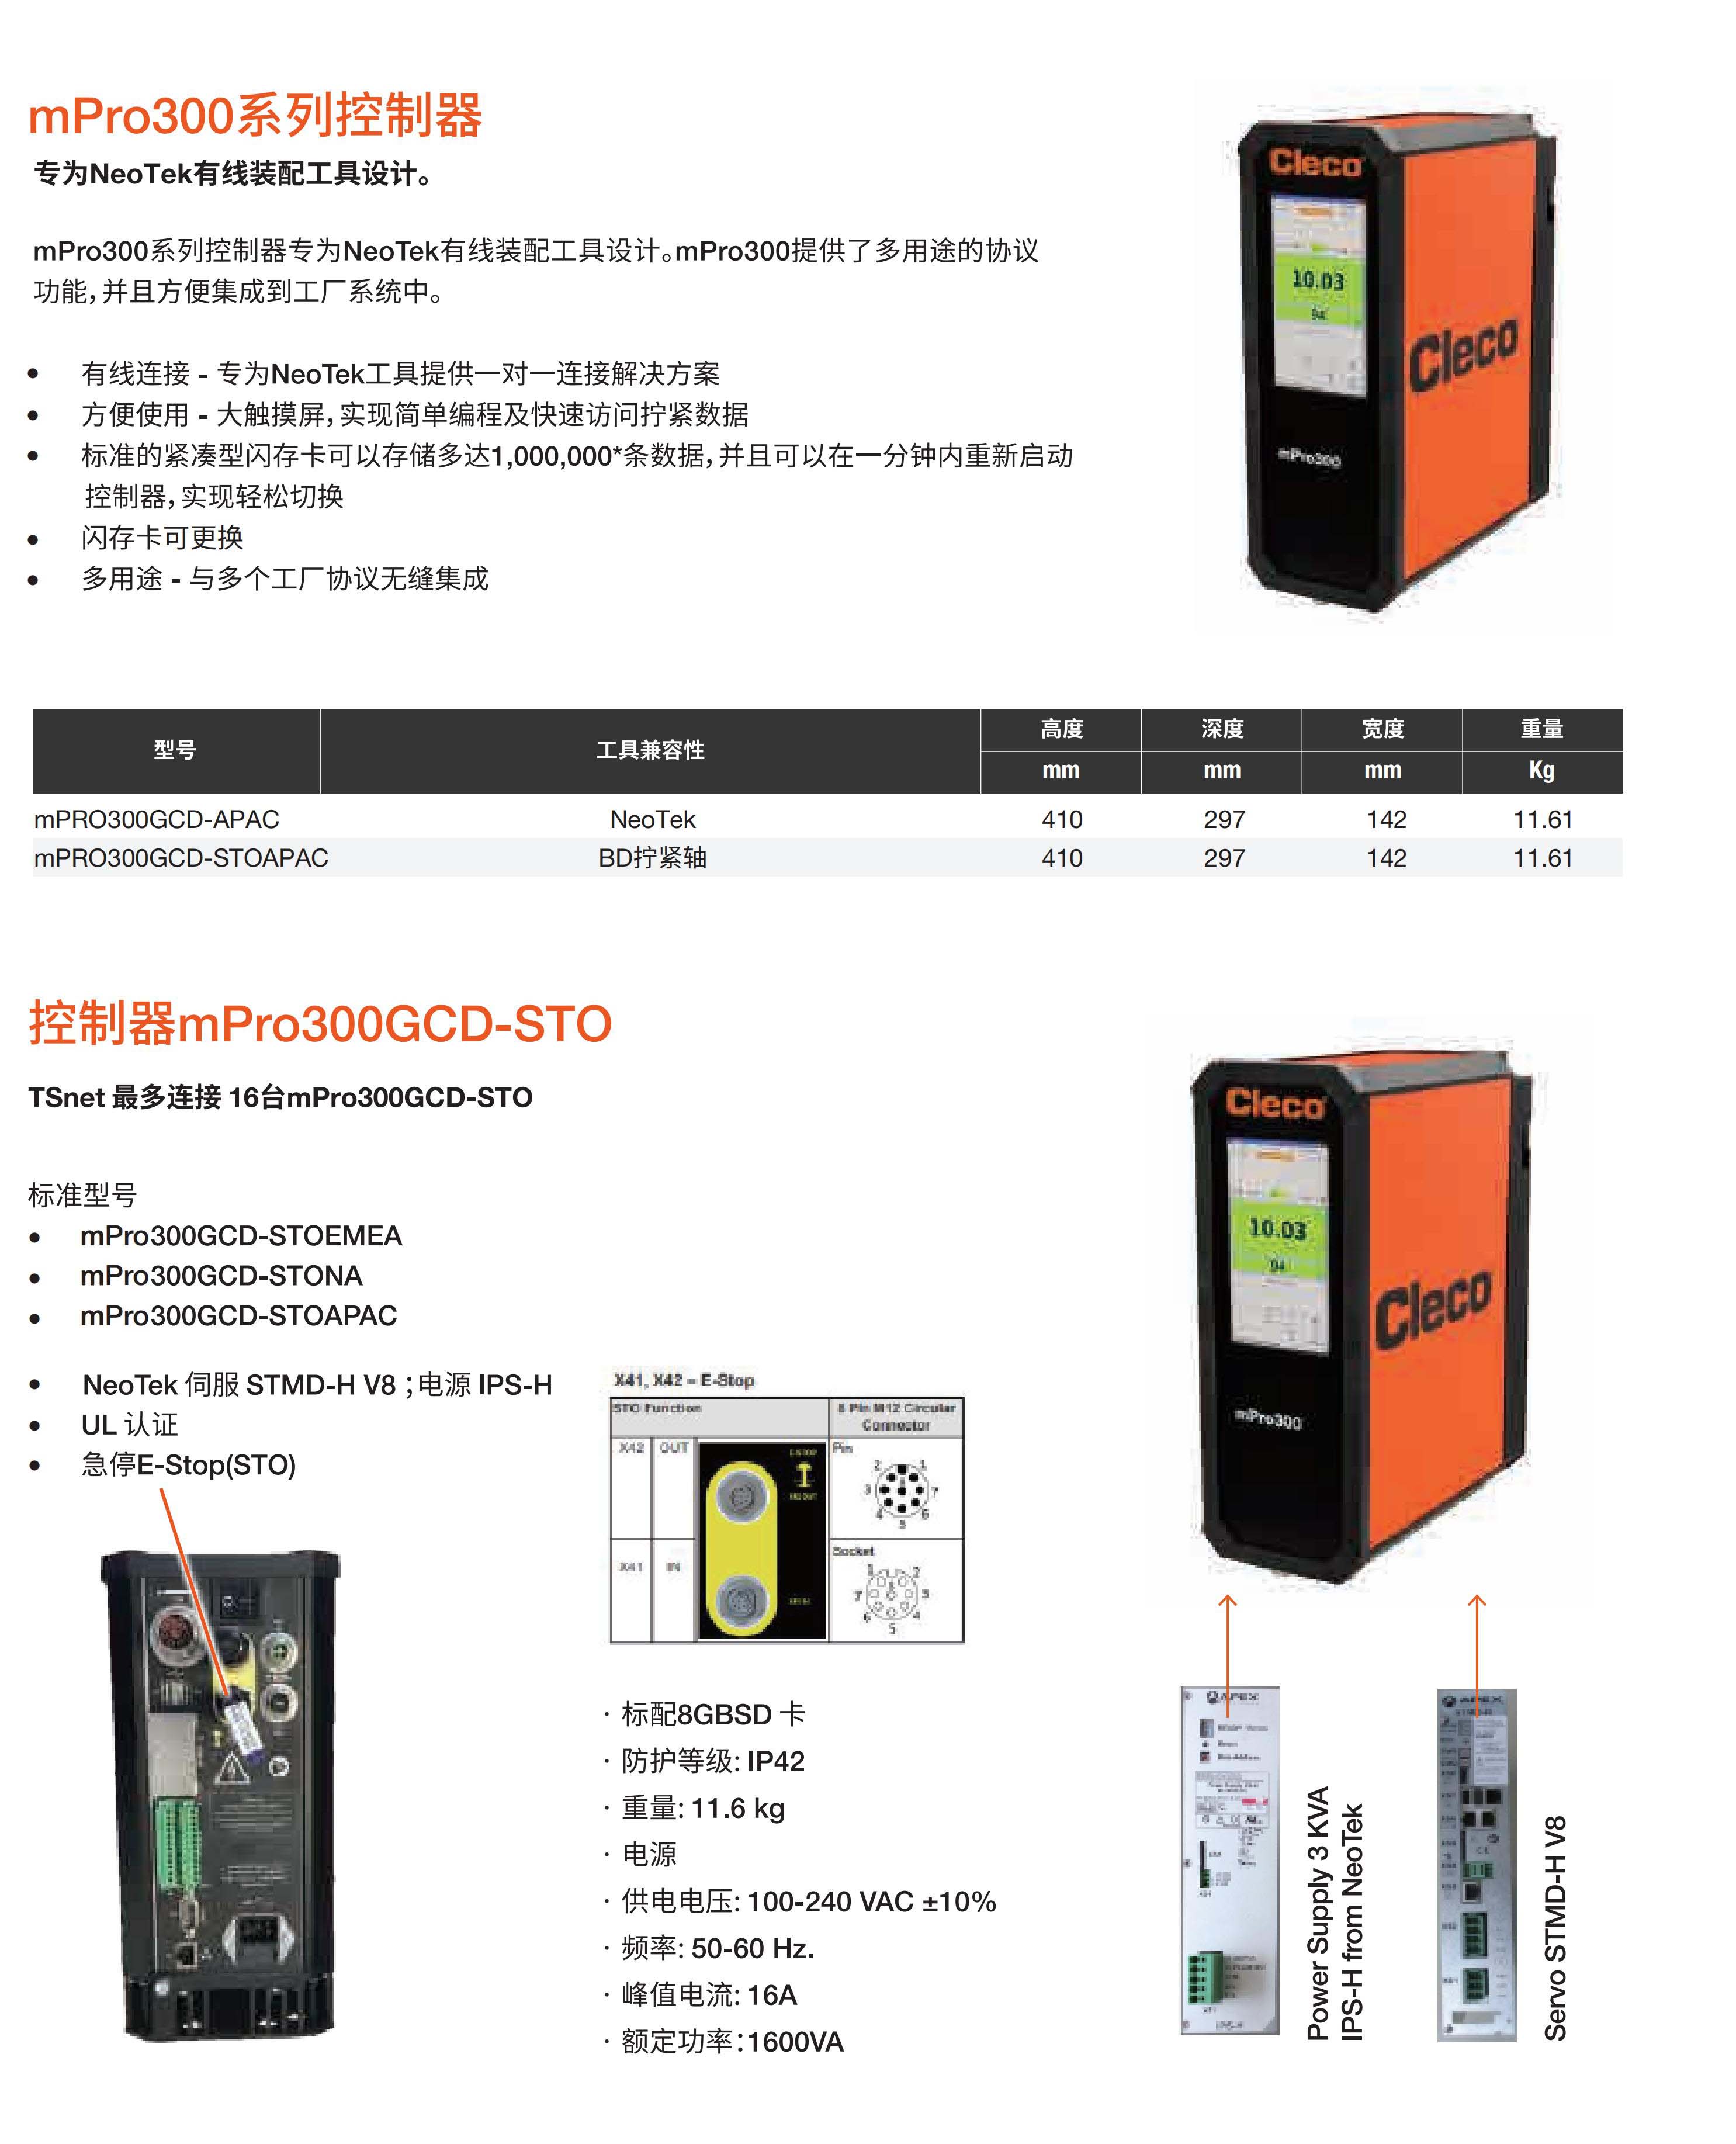 mPro300系列控制器
专为NeoTek有线装配工具设计。
mPro300系列控制器专为NeoTek有线装配工具设计。mPro300提供了多用途的协议
功能，并且方便集成到工厂系统中。
• 有线连接 - 专为NeoTek工具提供一对一连接解决方案
• 方便使用 - 大触摸屏，实现简单编程及快速访问拧紧数据
• 标准的紧凑型闪存卡可以存储多达1,000,000*条数据，并且可以在一分钟内重新启动
控制器，实现轻松切换
• 闪存卡可更换
• 多用途 - 与多个工厂协议无缝集成
Cleco
10.03
94
Cleco
mPro300
型号 工具兼容性 高度 深度 宽度 重量
mm mm mm Kg
mPRO300GCD-APAC NeoTek 410 297 142 11.61
mPRO300GCD-STOAPAC BD拧紧轴 410 297 142 11.61
控制器mPro300GCD-STO
TSnet 最多连接 16台mPro300GCD-STO
标准型号
• mPro300GCD-STOEMEA
• mPro300GCD-STONA
• mPro300GCD-STOAPAC
• NeoTek 伺服 STMD-H V8 ；电源 IPS-H
• UL 认证
• 急停E-Stop(STO)
X41, X42 – E-Stop
STO Function 8 Pin M12 Circular
Connector
X42 OUT Pin
2 1
3 7
4 6
5
X41 IN Socket
1 2
7 3
6 4
5
Cleco
10.03
94
Cleco
mPro300
· 标配8GBSD 卡
· 防护等级: IP42
· 重量: 11.6 kg
· 电源
· 供电电压: 100-240 VAC ±10%
· 频率: 50-60 Hz.
· 峰值电流: 16A
· 额定功率：1600VA
APEX
IPS-H
Power Supply 3 KVA
IPS-H from NeoTek
APEX
Servo STMD-H V8